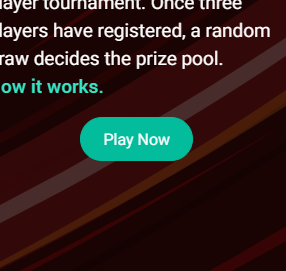 layer tournament. Once three
layers have registered, a random
raw decides the prize pool.
ow it works.
Play Now